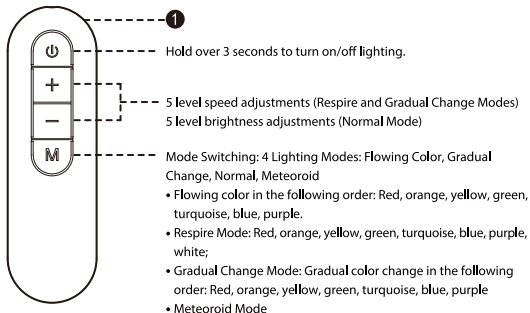 1
Hold over 3 seconds to turn on/off lighting.
+
5 level speed adjustments (Respire and Gradual Change Modes)
−
5 level brightness adjustments (Normal Mode)
M
Mode Switching: 4 Lighting Modes: Flowing Color, Gradual
Change, Normal, Meteoroid
• Flowing color in the following order: Red, orange, yellow, green,
turquoise, blue, purple.
• Respire Mode: Red, orange, yellow, green, turquoise, blue, purple,
white;
• Gradual Change Mode: Gradual color change in the following
order: Red, orange, yellow, green, turquoise, blue, purple
• Meteoroid Mode